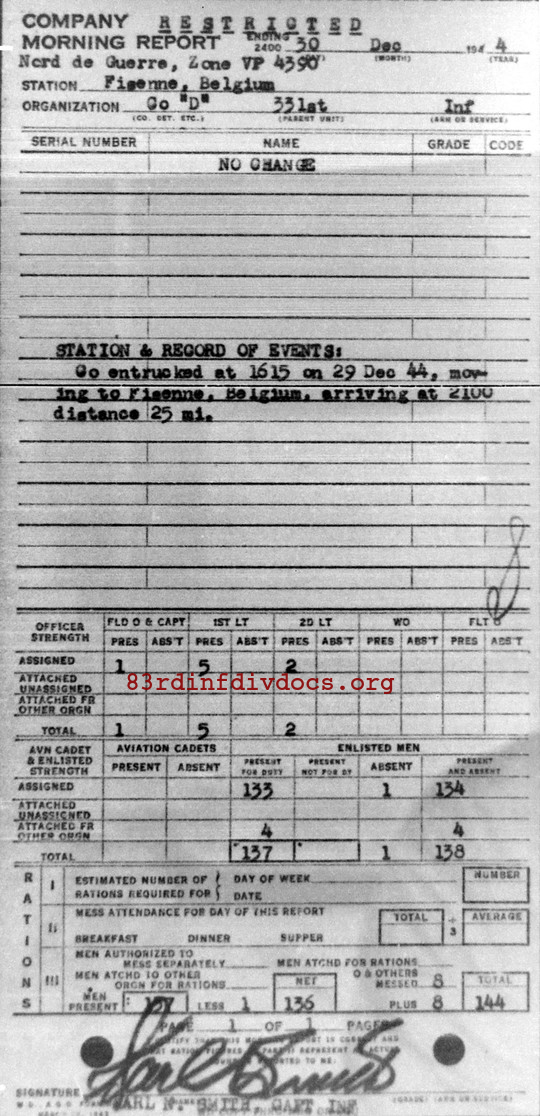 COMPANY RESTRICTED
MORNING REPORT ENDING 2400 30 Dec 1944
(MONTH) (YEAR)
Nord de Guerre, Zone VP 4390
STATION Fisenne, Belgium
ORGANIZATION Co "D" 331st Inf
(CO. DET. ETC.) (PARENT UNIT) (ARM OR SERVICE)
SERIAL NUMBER NAME GRADE CODE
NO CHANGE
STATION & RECORD OF EVENTS:
Co entrucked at 1615 on 29 Dec 44, mov-
ing to Fisenne, Belgium, arriving at 2100
distance 25 mi.
OFFICER STRENGTH FLD O & CAPT 1ST LT 2D LT WO FLT O
PRES ABS'T PRES ABS'T PRES ABS'T PRES ABS'T PRES ABS'T
ASSIGNED 1 5 2
ATTACHED UNASSIGNED
83rdinfdivdocs.org
ATTACHED FR OTHER ORGN
TOTAL 1 5 2
AVN CADET & ENLISTED STRENGTH AVIATION CADETS ENLISTED MEN
PRESENT ABSENT PRESENT FOR DUTY PRESENT NOT FOR DY ABSENT PRESENT AND ABSENT
ASSIGNED 133 1 134
ATTACHED UNASSIGNED
ATTACHED FR OTHER ORGN 4 4
TOTAL 137 1 138
RATIONS
I ESTIMATED NUMBER OF RATIONS REQUIRED FOR { DAY OF WEEK DATE NUMBER
II MESS ATTENDANCE FOR DAY OF THIS REPORT TOTAL ÷ 3 AVERAGE
BREAKFAST DINNER SUPPER
III MEN AUTHORIZED TO MESS SEPARATELY MEN ATCHD FOR RATIONS
MEN ATCHD TO OTHER ORGN FOR RATIONS NET O & OTHERS MESSED 8 TOTAL
MEN PRESENT: 137 LESS 1 136 PLUS 8 144
PAGE 1 OF 1 PAGES
SIGNATURE
EARL K. SMITH CAPT INF
(GRADE) (ARM OR SERVICE)